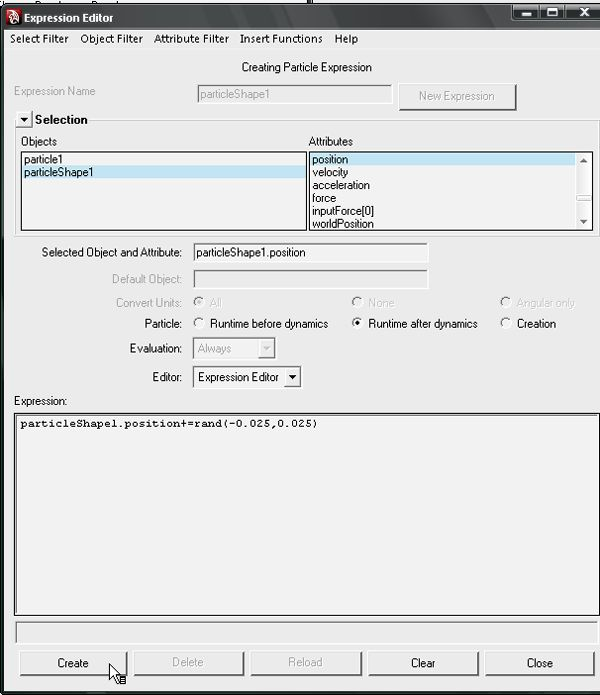 Expression Editor
Select Filter Object Filter Attribute Filter Insert Functions Help
Creating Particle Expression
Expression Name particleShape1 New Expression
Selection
Objects Attributes
particle1 position
particleShape1 velocity
acceleration
force
inputForce[0]
worldPosition
Selected Object and Attribute: particleShape1.position
Default Object:
Convert Units: All None Angular only
Particle: Runtime before dynamics Runtime after dynamics Creation
Evaluation: Always
Editor: Expression Editor
Expression:
particleShape1.position+=rand(-0.025,0.025)
Create Delete Reload Clear Close